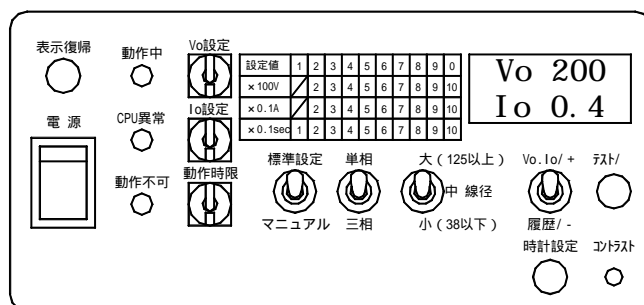 表示復帰
動作中
Vo設定
電 源
CPU異常
Io設定
動作不可
動作時限
設定値 1 2 3 4 5 6 7 8 9 0
×100V 2 3 4 5 6 7 8 9 10
×0.1A 2 3 4 5 6 7 8 9 10
×0.1sec 1 2 3 4 5 6 7 8 9 10
Vo 200
Io 0.4
標準設定
マニュアル
単相
三相
大(125以上)
中 線径
小(38以下)
Vo.Io/ +
履歴/ -
テスト/
時計設定
コントラスト